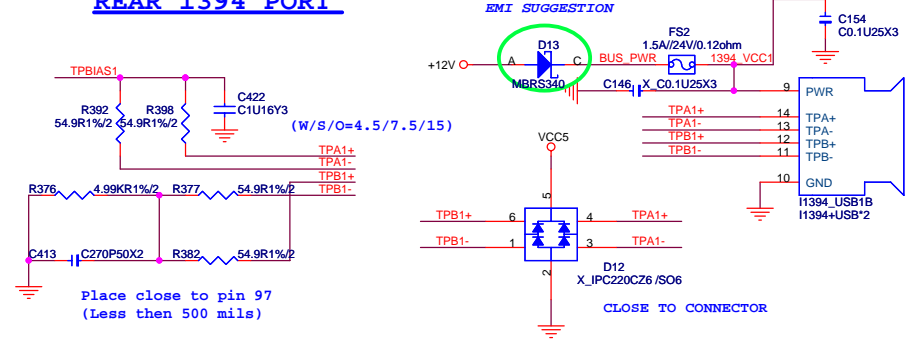 REAR 1394 PORT
EMI SUGGESTION
C154
C0.1U25X3
FS2
1.5A//24V/0.12ohm
D13
+12V
A
C
BUS_PWR
1394_VCC1
MBRS340
C146
X_C0.1U25X3
9
PWR
TPBIAS1
R392
54.9R1%/2
R398
54.9R1%/2
C422
C1U16Y3
(W/S/O=4.5/7.5/15)
TPA1+
14
TPA+
TPA1-
13
TPA-
TPB1+
12
TPB+
TPB1-
11
TPB-
VCC5
TPA1+
TPA1-
TPB1+
TPB1-
10
GND
I1394_USB1B
I1394+USB*2
R376
4.99KR1%/2
R377
54.9R1%/2
5
TPB1+
6
4
TPA1+
TPB1-
1
3
TPA1-
C413
C270P50X2
R382
54.9R1%/2
2
D12
X_IPC220CZ6 /SO6
Place close to pin 97
(Less then 500 mils)
CLOSE TO CONNECTOR